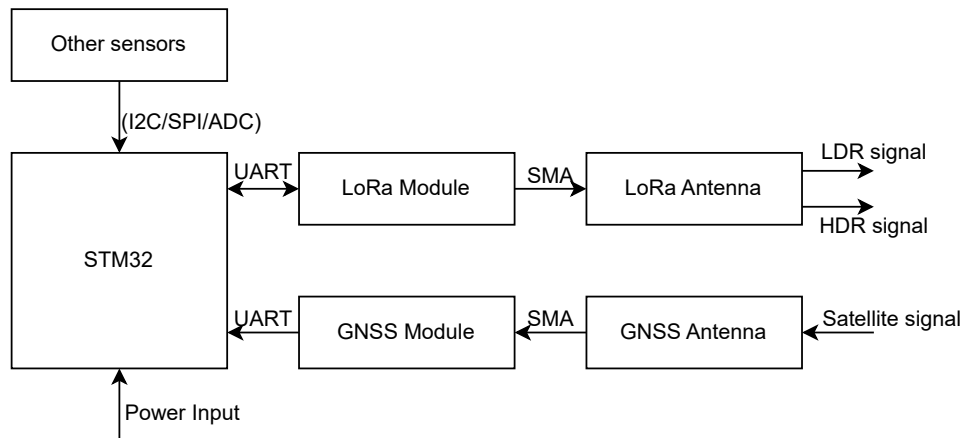 Other sensors
(I2C/SPI/ADC)
STM32
UART
LoRa Module
SMA
LoRa Antenna
LDR signal
HDR signal
UART
GNSS Module
SMA
GNSS Antenna
Satellite signal
Power Input